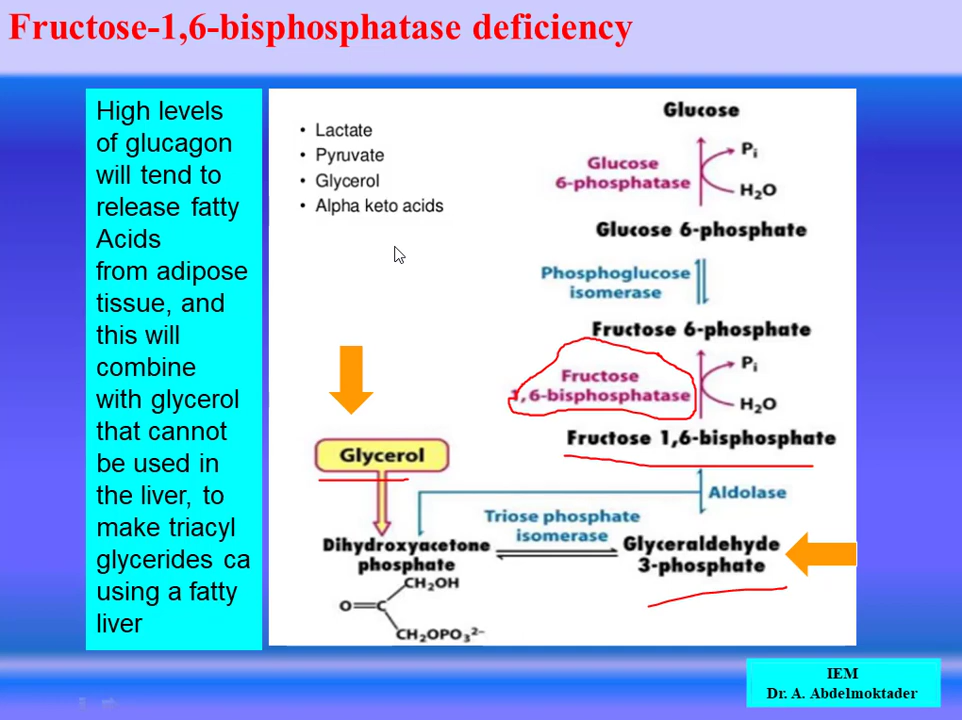 Fructose-1,6-bisphosphatase deficiency
High levels
of glucagon
will tend to
release fatty
Acids
from adipose
tissue, and
this will
combine
with glycerol
that cannot
be used in
the liver, to
make triacyl
glycerides ca
using a fatty
liver
• Lactate
• Pyruvate
• Glycerol
• Alpha keto acids
Glucose
Glucose
6-phosphatase
Pi
H₂O
Glucose 6-phosphate
Phosphoglucose
isomerase
Fructose 6-phosphate
Fructose
1,6-bisphosphatase
Pi
H₂O
Fructose 1,6-bisphosphate
Glycerol
Aldolase
Triose phosphate
isomerase
Dihydroxyacetone
phosphate
Glyceraldehyde
3-phosphate
CH₂OH
O=C
CH₂OPO₃²⁻
IEM
Dr. A. Abdelmoktader